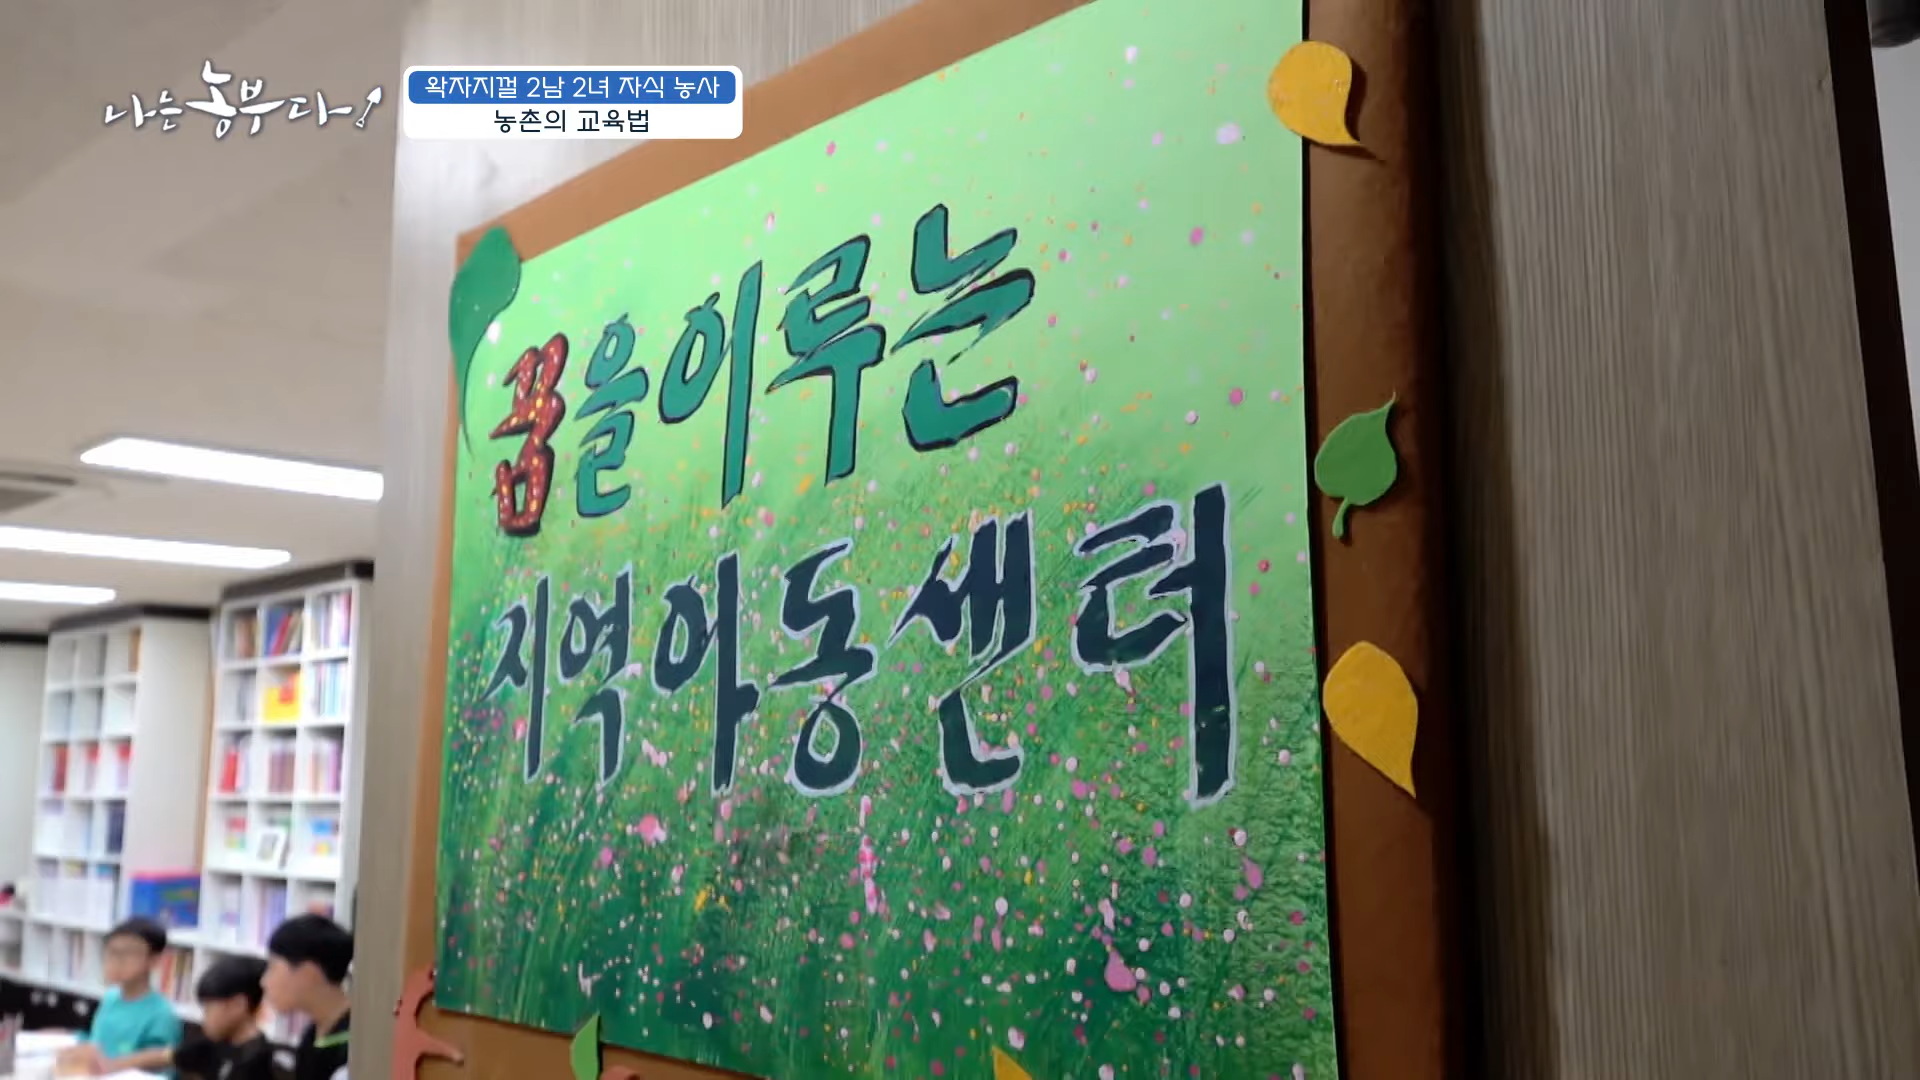 나는 농부다!
왁자지껄 2남 2녀 자식 농사
농촌의 교육법
꿈을이루는
지역아동센터